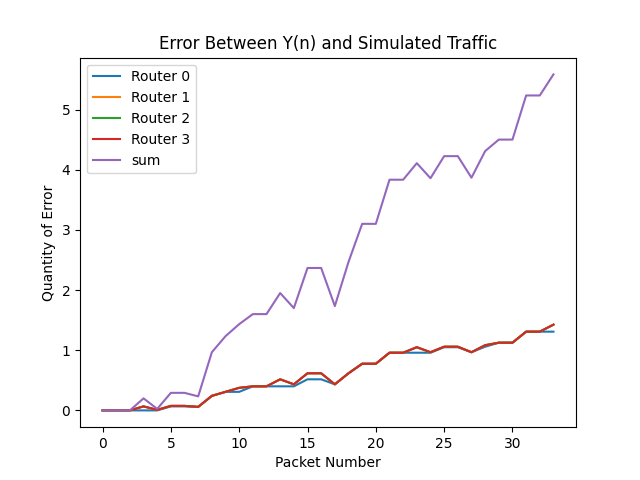 Error Between Y(n) and Simulated Traffic
Router 0
Router 1
Router 2
Router 3
sum
Quantity of Error
5
4
3
2
1
0
0 5 10 15 20 25 30
Packet Number